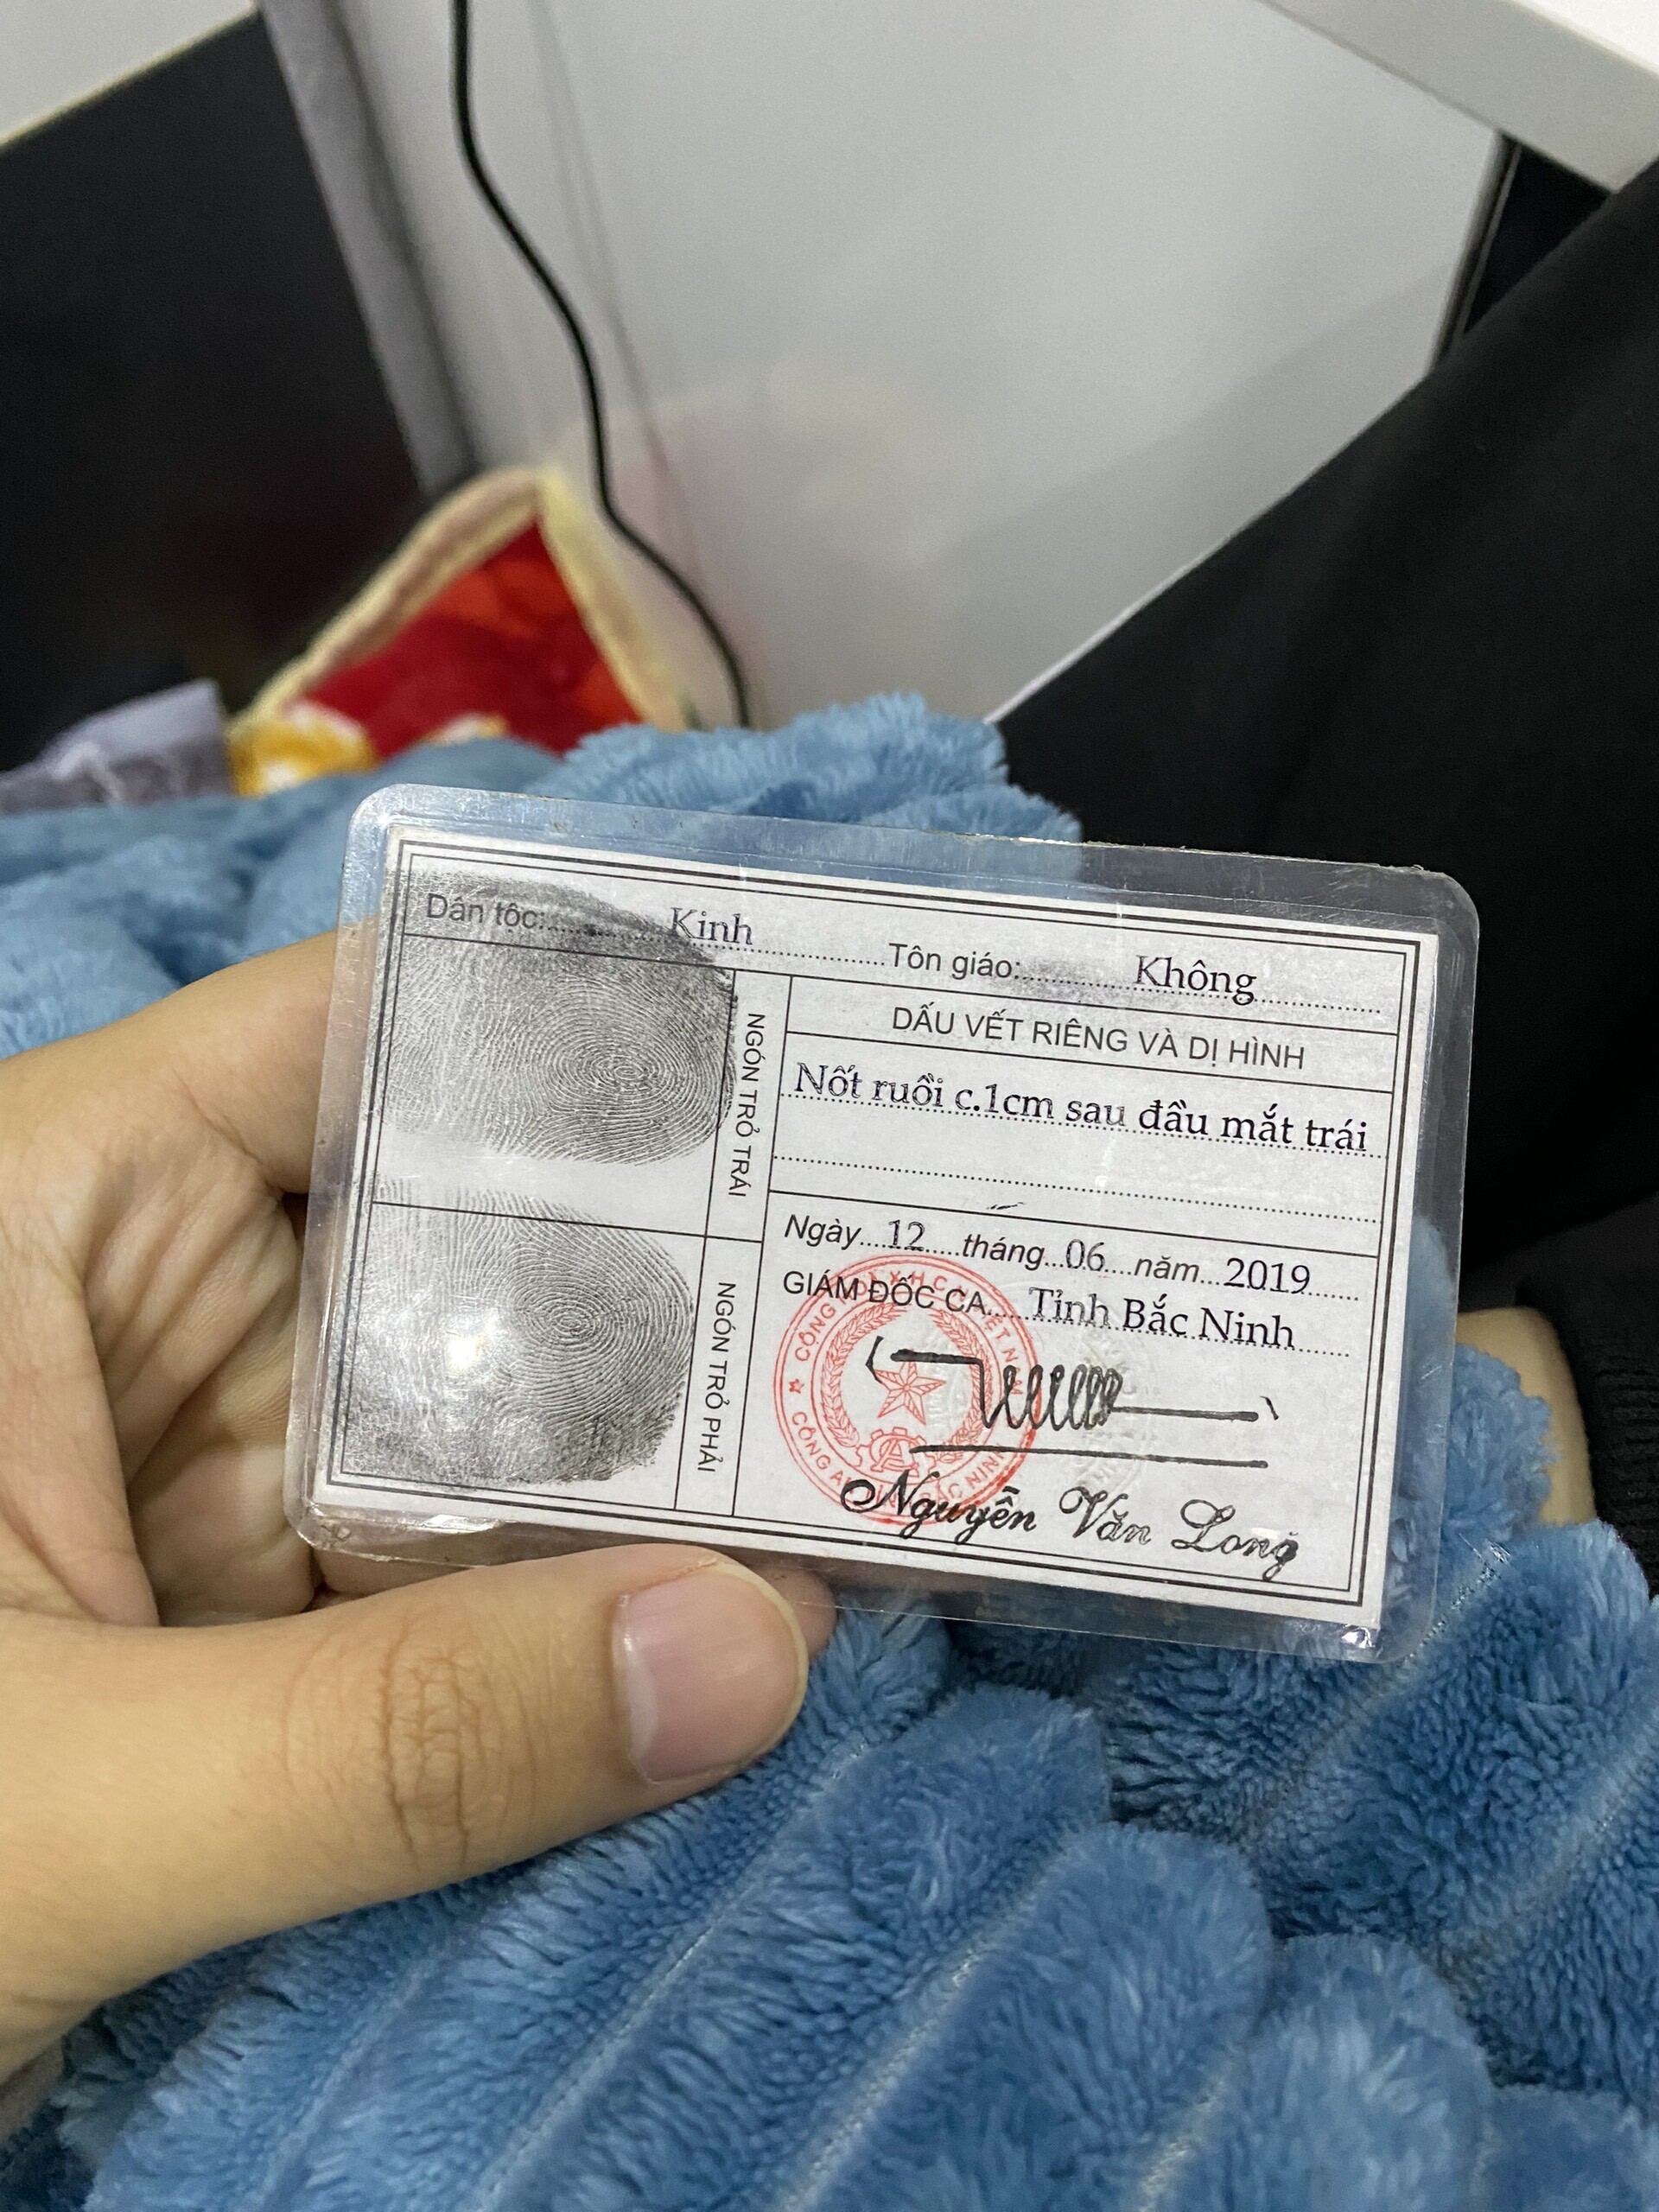 Dân tộc: Kinh Tôn giáo: Không
NGÓN TRỎ TRÁI
DẤU VẾT RIÊNG VÀ DỊ HÌNH
Nốt ruồi c.1cm sau đầu mắt trái
NGÓN TRỎ PHẢI
Ngày 12 tháng 06 năm 2019
GIÁM ĐỐC CA Tỉnh Bắc Ninh
Nguyễn Văn Long